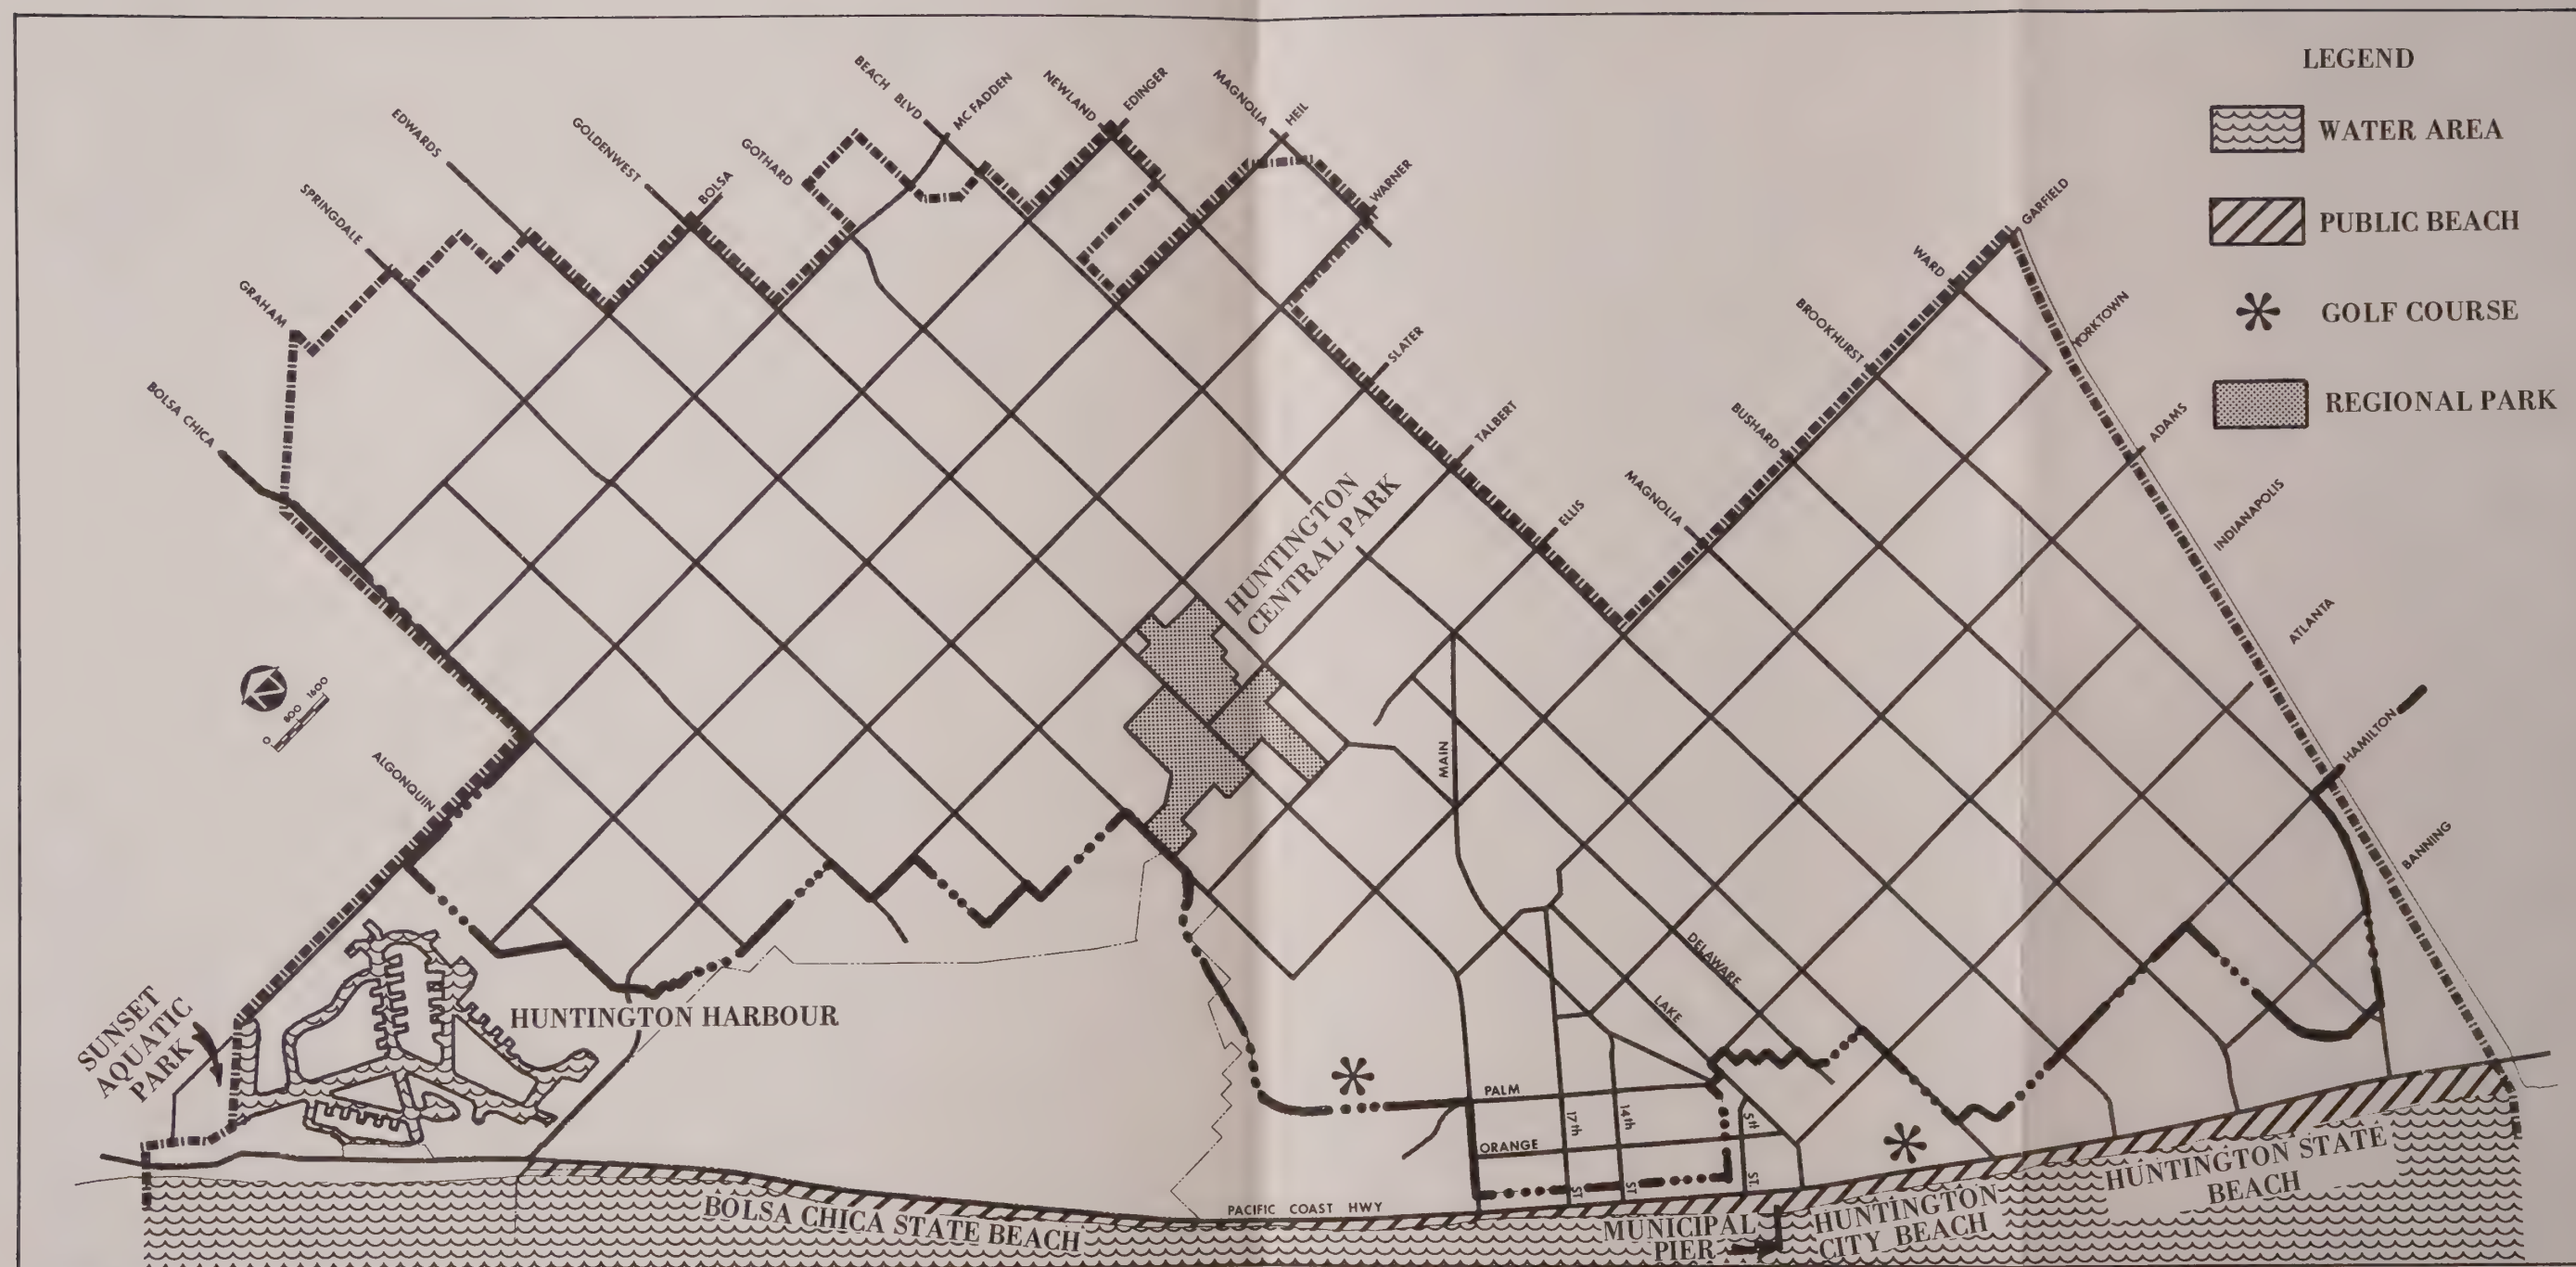 LEGEND
WATER AREA
PUBLIC BEACH
GOLF COURSE
REGIONAL PARK
BEACH BLVD
MC FADDEN
NEWLAND
EDINGER
MAGNOLIA
HEIL
EDWARDS
GOLDENWEST
BOLSA
GOTHARD
WARNER
SPRINGDALE
GRAHAM
BOLSA CHICA
GARFIELD
WARD
YORKTOWN
BROOKHURST
SLATER
BUSHARD
TALBERT
ADAMS
MAGNOLIA
ELLIS
INDIANAPOLIS
ATLANTA
HAMILTON
BANNING
HUNTINGTON
CENTRAL PARK
N
0 800 1600
ALGONQUIN
MAIN
DELAWARE
LAKE
SUNSET
AQUATIC
PARK
HUNTINGTON HARBOUR
PALM
ORANGE
17th ST
14th ST
5th ST.
PACIFIC COAST HWY
BOLSA CHICA STATE BEACH
MUNICIPAL
PIER
HUNTINGTON
CITY BEACH
HUNTINGTON STATE
BEACH